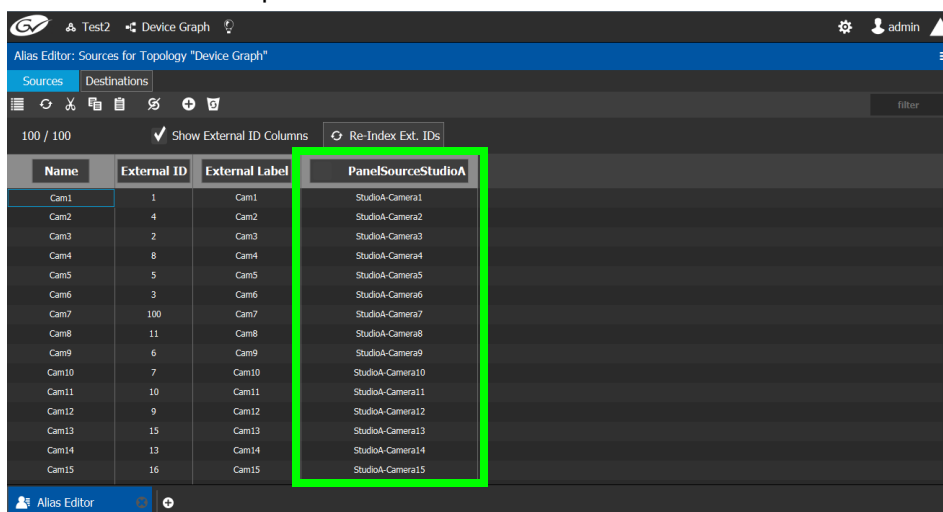 GV Test2 Device Graph admin
Alias Editor: Sources for Topology "Device Graph"
Sources Destinations
filter
100 / 100 Show External ID Columns Re-Index Ext. IDs
Name External ID External Label PanelSourceStudioA
Cam1 1 Cam1 StudioA-Camera1
Cam2 4 Cam2 StudioA-Camera2
Cam3 2 Cam3 StudioA-Camera3
Cam4 8 Cam4 StudioA-Camera4
Cam5 5 Cam5 StudioA-Camera5
Cam6 3 Cam6 StudioA-Camera6
Cam7 100 Cam7 StudioA-Camera7
Cam8 11 Cam8 StudioA-Camera8
Cam9 6 Cam9 StudioA-Camera9
Cam10 7 Cam10 StudioA-Camera10
Cam11 10 Cam11 StudioA-Camera11
Cam12 9 Cam12 StudioA-Camera12
Cam13 15 Cam13 StudioA-Camera13
Cam14 13 Cam14 StudioA-Camera14
Cam15 16 Cam15 StudioA-Camera15
Alias Editor